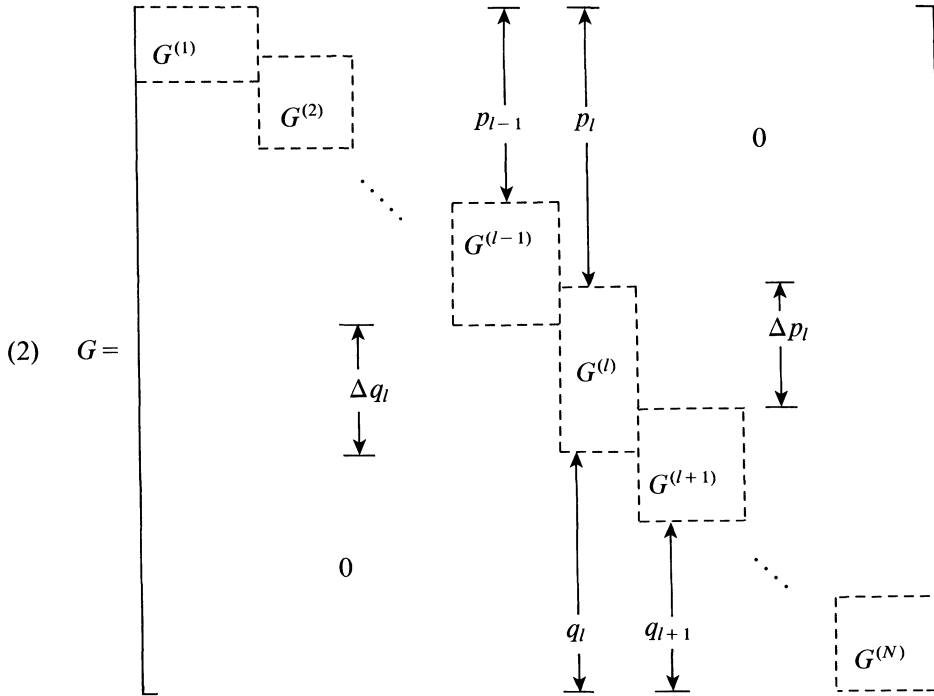 G^{(1)}
G^{(2)}
p_{l-1} p_l 0
G^{(l-1)}
(2) G = Δq_l G^{(l)} Δp_l
G^{(l+1)}
0
q_l q_{l+1}
G^{(N)}